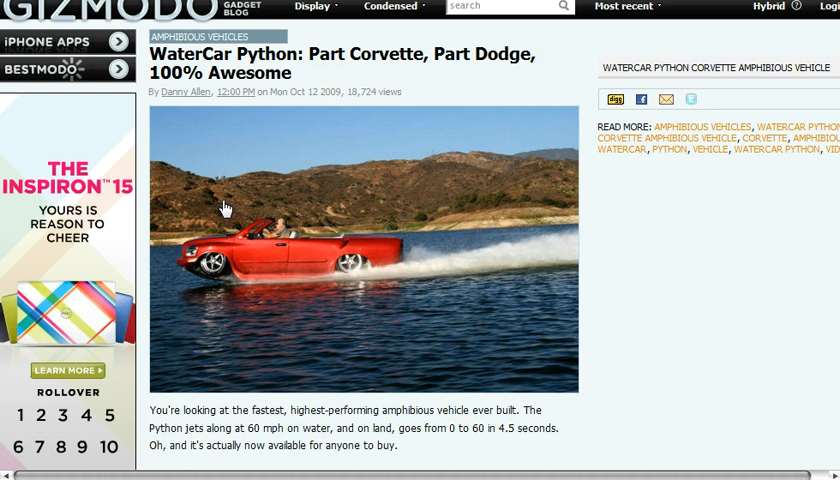 GIZMODO
GADGET
BLOG
Display
Condensed
search
Most recent
Hybrid
iPHONE APPS
BESTMODO
THE
INSPIRON™15
YOURS IS
REASON TO
CHEER
DELL
LEARN MORE
ROLLOVER
1 2 3 4 5
6 7 8 9 10
AMPHIBIOUS VEHICLES
WaterCar Python: Part Corvette, Part Dodge,
100% Awesome
By Danny Allen, 12:00 PM on Mon Oct 12 2009, 18,724 views
You're looking at the fastest, highest-performing amphibious vehicle ever built. The
Python jets along at 60 mph on water, and on land, goes from 0 to 60 in 4.5 seconds.
Oh, and it's actually now available for anyone to buy.
WATERCAR PYTHON CORVETTE AMPHIBIOUS VEHICLE
digg
READ MORE: AMPHIBIOUS VEHICLES, WATERCAR PYTHON
CORVETTE AMPHIBIOUS VEHICLE, CORVETTE, AMPHIBIOU
WATERCAR, PYTHON, VEHICLE, WATERCAR PYTHON, VID